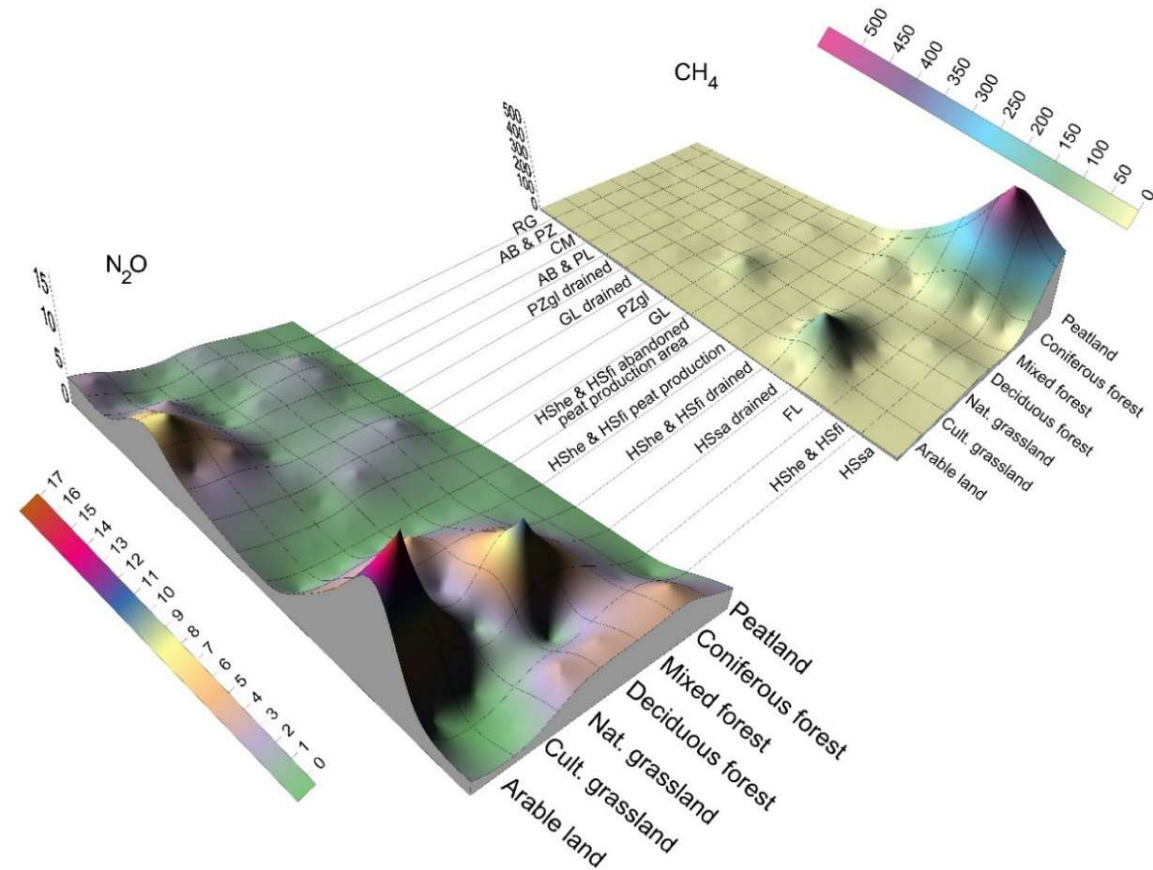 CH4
500
450
400
350
300
250
200
150
100
50
0
500
400
300
200
100
0
RG
AB & PZ
CM
AB & PL
PZgl drained
GL drained
PZgl
GL
HShe & HSfi abandoned
peat production area
HShe & HSfi peat production
HShe & HSfi drained
HSsa drained
FL
HShe & HSfi
HSsa
Peatland
Coniferous forest
Mixed forest
Deciduous forest
Nat. grassland
Cult. grassland
Arable land
N2O
15
10
5
0
17
16
15
14
13
12
11
10
9
8
7
6
5
4
3
2
1
0
Peatland
Coniferous forest
Mixed forest
Deciduous forest
Nat. grassland
Cult. grassland
Arable land